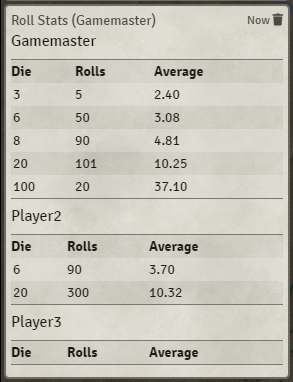 Roll Stats (Gamemaster) Now
Gamemaster
Die Rolls Average
3 5 2.40
6 50 3.08
8 90 4.81
20 101 10.25
100 20 37.10
Player2
Die Rolls Average
6 90 3.70
20 300 10.32
Player3
Die Rolls Average